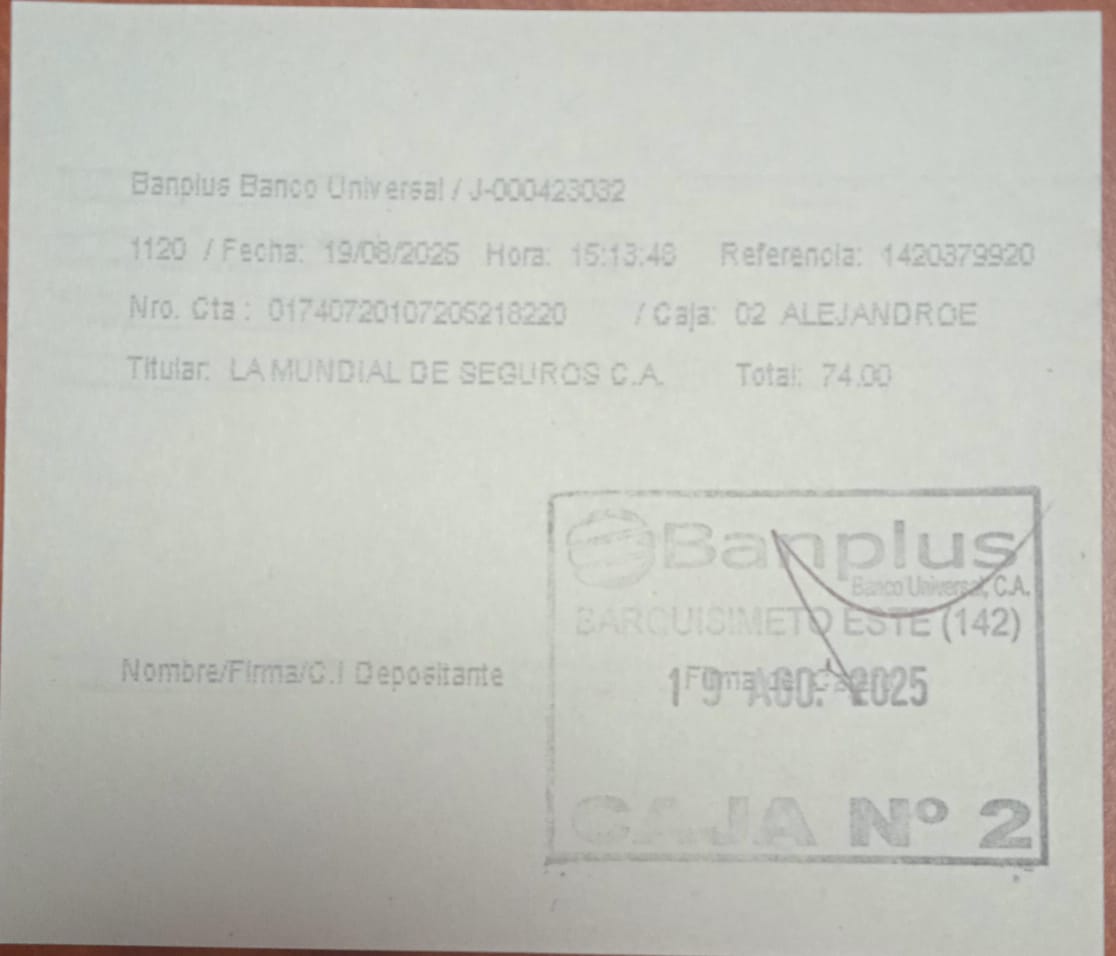 Banplus Banco Universal / J-000423032
1120 / Fecha: 19/08/2025 Hora: 15:13:48 Referencia: 1420379920
Nro. Cta : 01740720107205218220 / Caja: 02 ALEJANDROE
Titular: LA MUNDIAL DE SEGUROS C.A. Total: 74.00
Banplus
Banco Universal, C.A.
BARQUISIMETO ESTE (142)
Nombre/Firma/C.I Depositante
Firma
19 AGO. 2025
CAJA Nº 2